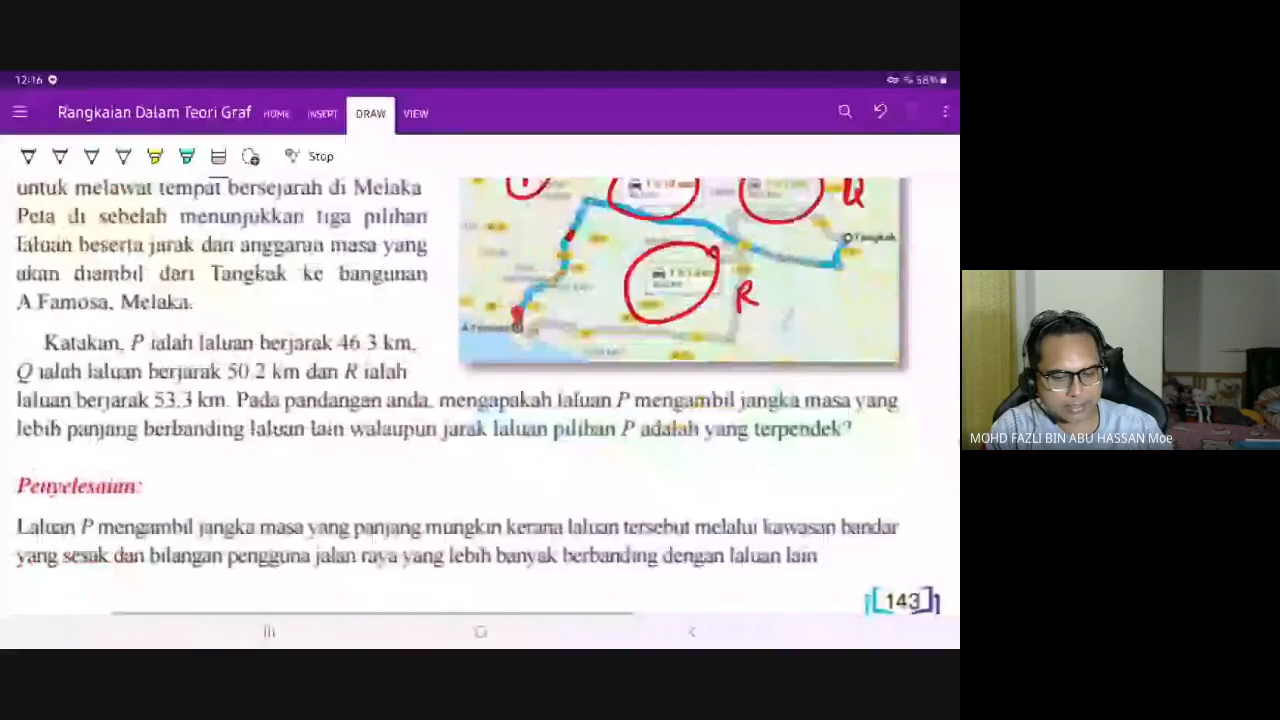 12:16
58%
Rangkaian Dalam Teori Graf HOME INSERT DRAW VIEW
Stop
untuk melawat tempat bersejarah di Melaka
Peta di sebelah menunjukkan tiga pilihan
laluan beserta jarak dan anggaran masa yang
akan diambil dari Tangkak ke bangunan
A Famosa, Melaka.
Q
Tangkak
R
A Famosa
Katakan, P ialah laluan berjarak 46.3 km,
Q ialah laluan berjarak 50.2 km dan R ialah
laluan berjarak 53.3 km. Pada pandangan anda, mengapakah laluan P mengambil jangka masa yang
lebih panjang berbanding laluan lain walaupun jarak laluan pilihan P adalah yang terpendek?
Penyelesaian:
Laluan P mengambil jangka masa yang panjang mungkin kerana laluan tersebut melalui kawasan bandar
yang sesak dan bilangan pengguna jalan raya yang lebih banyak berbanding dengan laluan lain
143
MOHD FAZLI BIN ABU HASSAN Moe